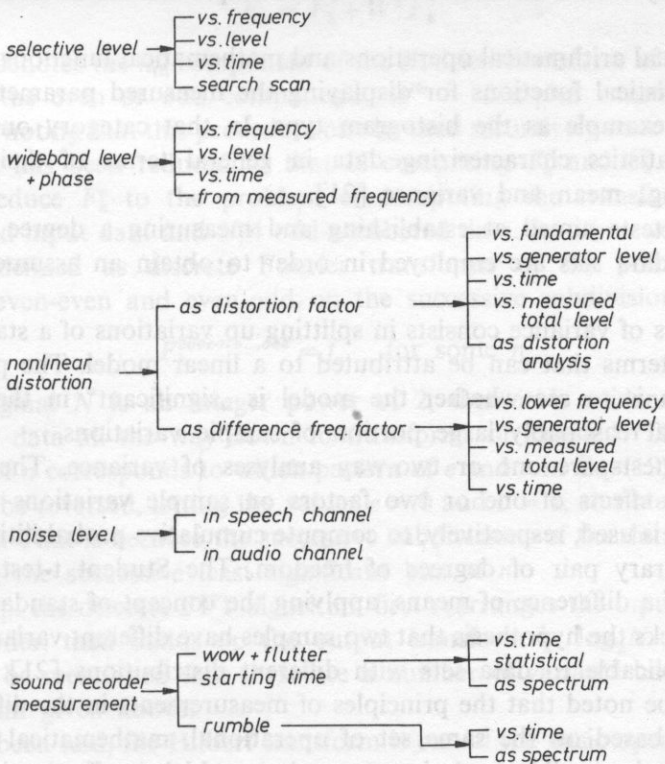 selective level
vs. frequency
vs. level
vs. time
search scan
wideband level
+ phase
vs. frequency
vs. level
vs. time
from measured frequency
nonlinear
distortion
as distortion factor
vs. fundamental
vs. generator level
vs. time
vs. measured
total level
as distortion
analysis
as difference freq. factor
vs. lower frequency
vs. generator level
vs. measured
total level
vs. time
noise level
in speech channel
in audio channel
sound-recorder
measurement
wow + flutter
starting time
vs. time
statistical
as spectrum
rumble
vs. time
as spectrum